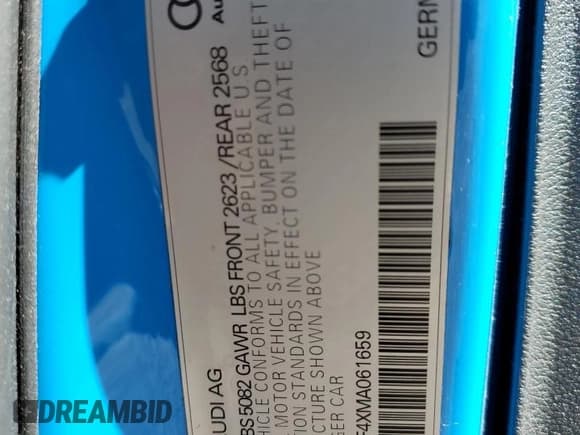 Au
GERM
UDI AG
BS 5082 GAWR LBS FRONT 2623 /REAR 2568
HICLE CONFORMS TO ALL APPLICABLE U.S
MOTOR VEHICLE SAFETY, BUMPER AND THEFT
TION STANDARDS IN EFFECT ON THE DATE OF
CTURE SHOWN ABOVE
GER CAR
F4XMA061659
DREAMBID